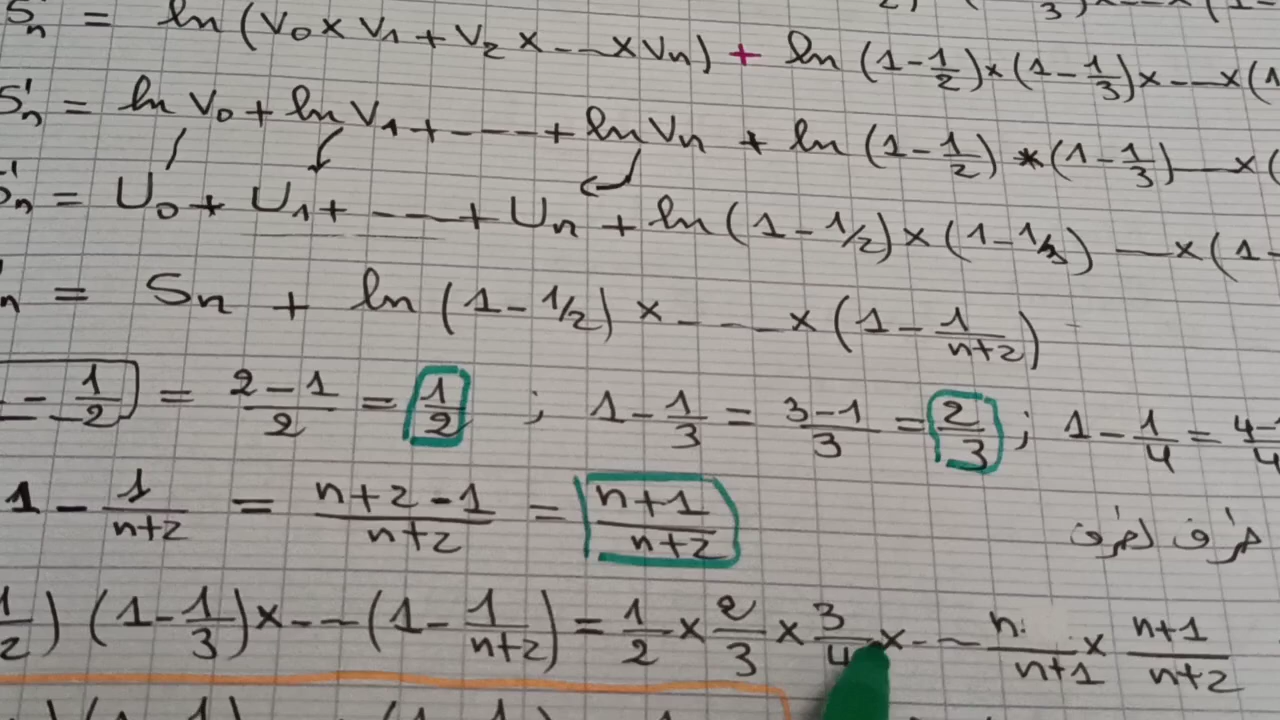 S'n = ln (V0 × V1 + V2 × --- × Vn) + ln (1 - 1/2) × (1 - 1/3) × --- × (1
S'n = ln V0 + ln V1 + --- + ln Vn + ln (1 - 1/2) * (1 - 1/3) --- × (
S'n = U0 + U1 + --- + Un + ln (1 - 1/2) × (1 - 1/3) --- × (1 -
n = Sn + ln (1 - 1/2) × --- × (1 - 1/(n+2))
- 1/2 = (2 - 1)/2 = 1/2 ; 1 - 1/3 = (3 - 1)/3 = 2/3 ; 1 - 1/4 = 4 -/4
1 - 1/(n+2) = (n+2-1)/(n+2) = (n+1)/(n+2)
1/2) (1 - 1/3) × --- (1 - 1/(n+2)) = 1/2 × 2/3 × 3/4 × --- n/(n+1) × (n+1)/(n+2)